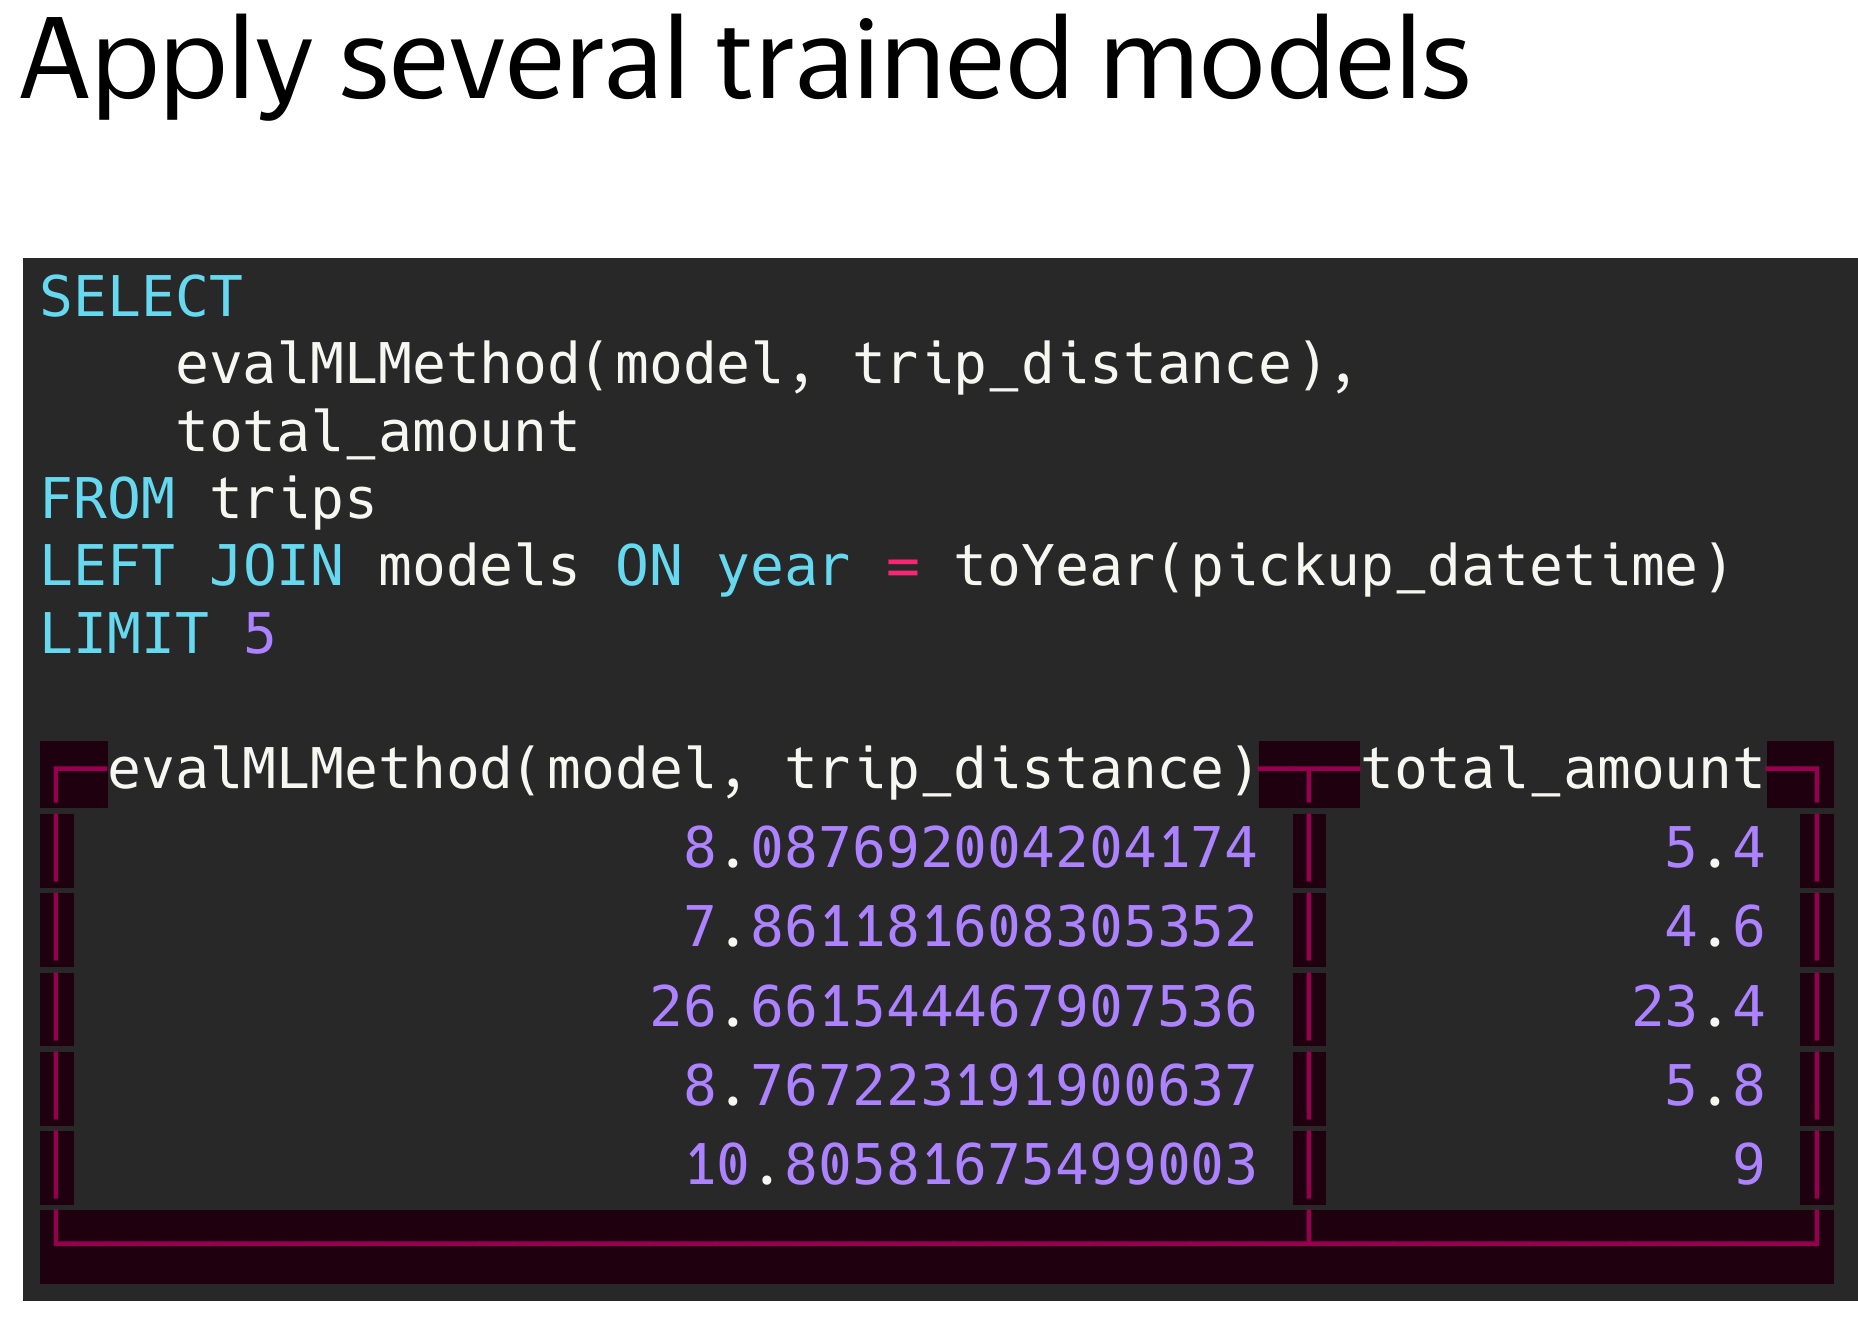 Apply several trained models
SELECT
    evalMLMethod(model, trip_distance),
    total_amount
FROM trips
LEFT JOIN models ON year = toYear(pickup_datetime)
LIMIT 5
┌─evalMLMethod(model, trip_distance)─┬─total_amount─┐
│ 8.087692004204174 │ 5.4 │
│ 7.861181608305352 │ 4.6 │
│ 26.661544467907536 │ 23.4 │
│ 8.767223191900637 │ 5.8 │
│ 10.80581675499003 │ 9 │
└────────────────────────────────────┴──────────────┘